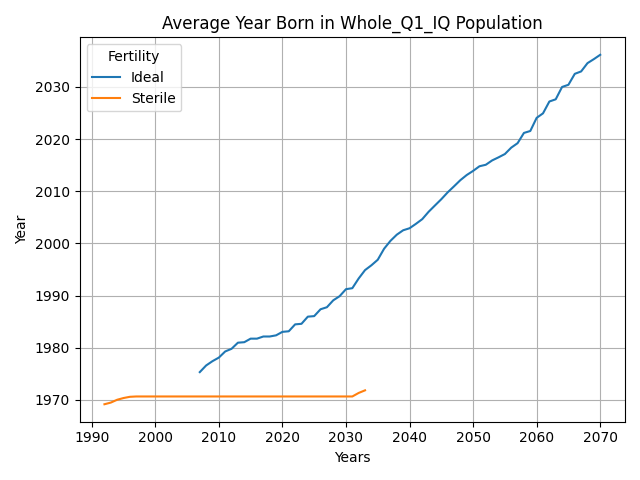 Average Year Born in Whole_Q1_IQ Population
Fertility
Ideal
Sterile
Year
2030
2020
2010
2000
1990
1980
1970
1990 2000 2010 2020 2030 2040 2050 2060 2070
Years